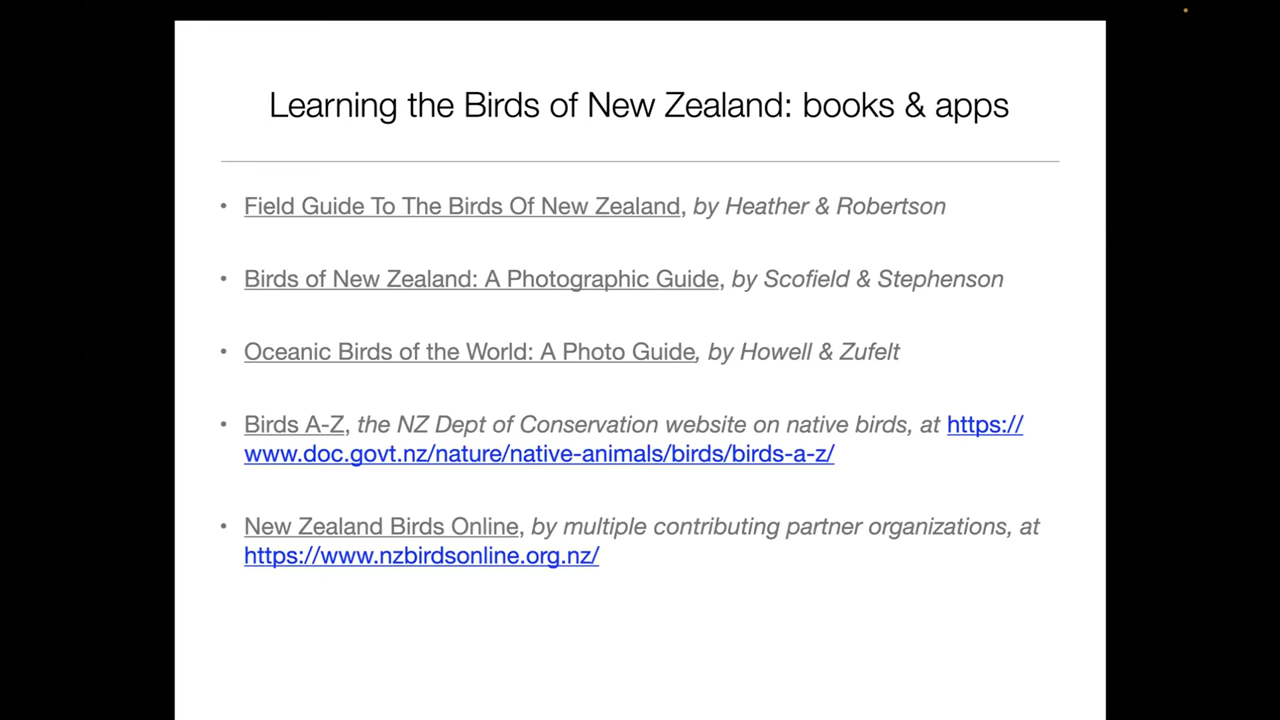 Learning the Birds of New Zealand: books & apps
• Field Guide To The Birds Of New Zealand, by Heather & Robertson
• Birds of New Zealand: A Photographic Guide, by Scofield & Stephenson
• Oceanic Birds of the World: A Photo Guide, by Howell & Zufelt
• Birds A-Z, the NZ Dept of Conservation website on native birds, at https://
www.doc.govt.nz/nature/native-animals/birds/birds-a-z/
• New Zealand Birds Online, by multiple contributing partner organizations, at
https://www.nzbirdsonline.org.nz/